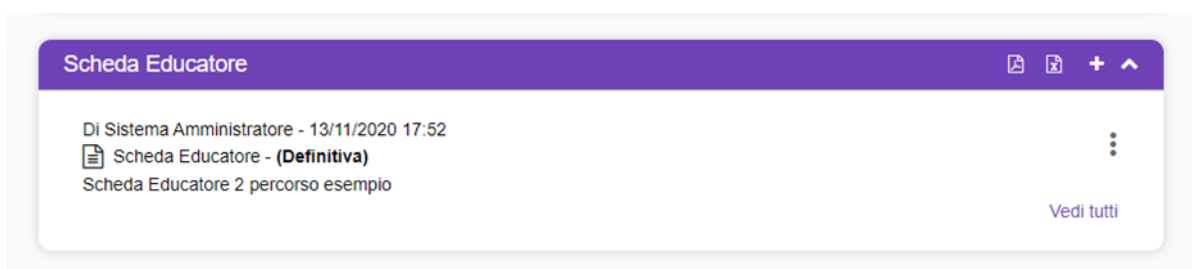 Scheda Educatore
Di Sistema Amministratore - 13/11/2020 17:52
Scheda Educatore - (Definitiva)
Scheda Educatore 2 percorso esempio
Vedi tutti